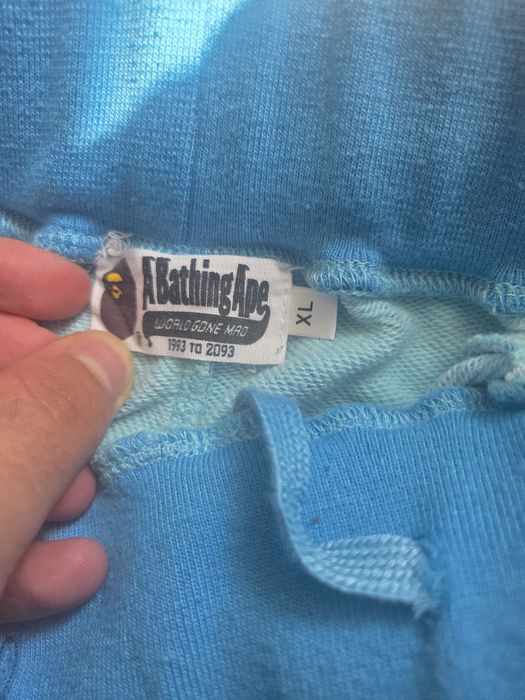 A Bathing Ape
WORLD GONE MAD
1993 TO 2093
XL